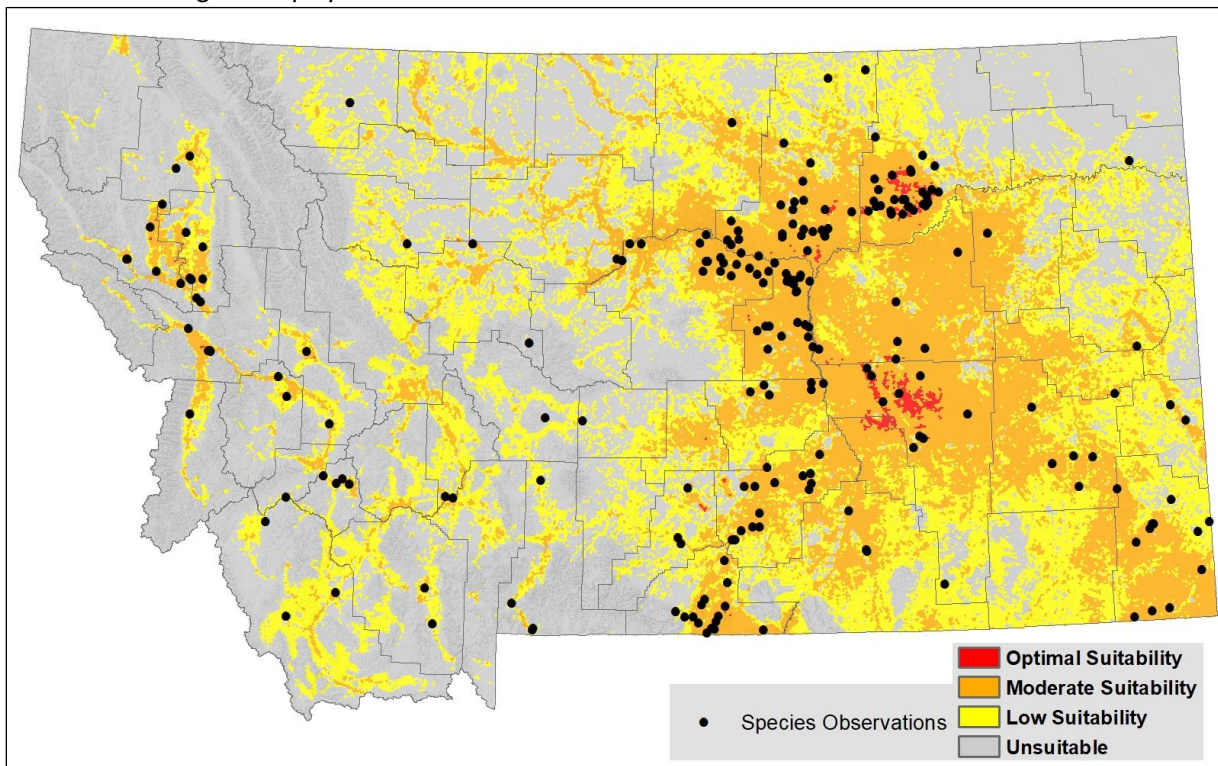 Optimal Suitability
Moderate Suitability
Species Observations
Low Suitability
Unsuitable